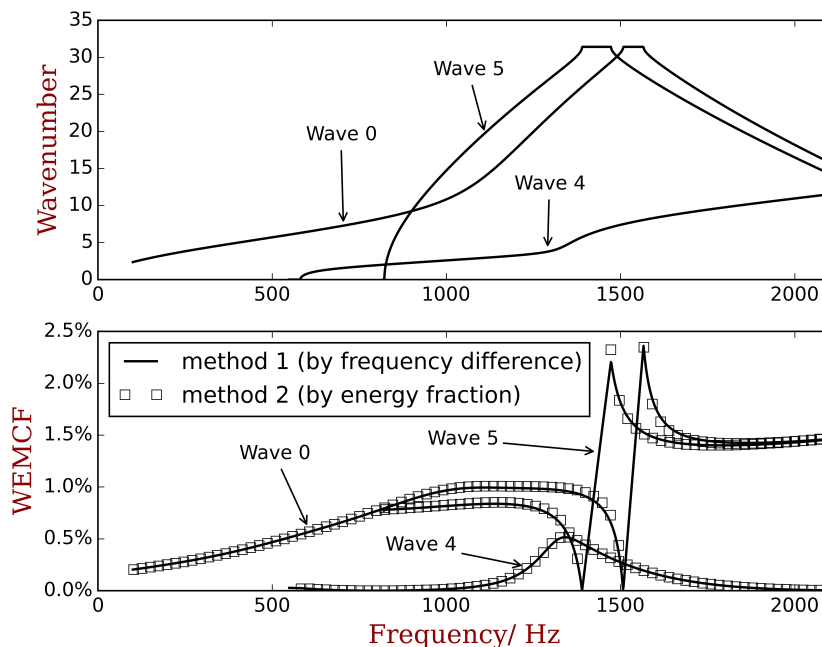 35
30
25
20
15
10
5
0
Wavenumber
Wave 5
Wave 0
Wave 4
0 500 1000 1500 2000
2.5%
2.0%
1.5%
1.0%
0.5%
0.0%
WEMCF
method 1 (by frequency difference)
method 2 (by energy fraction)
Wave 5
Wave 0
Wave 4
0 500 1000 1500 2000
Frequency/ Hz